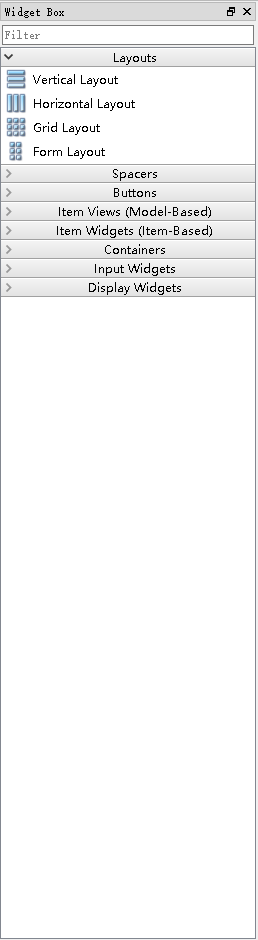 Widget Box
Filter
Layouts
Vertical Layout
Horizontal Layout
Grid Layout
Form Layout
Spacers
Buttons
Item Views (Model-Based)
Item Widgets (Item-Based)
Containers
Input Widgets
Display Widgets